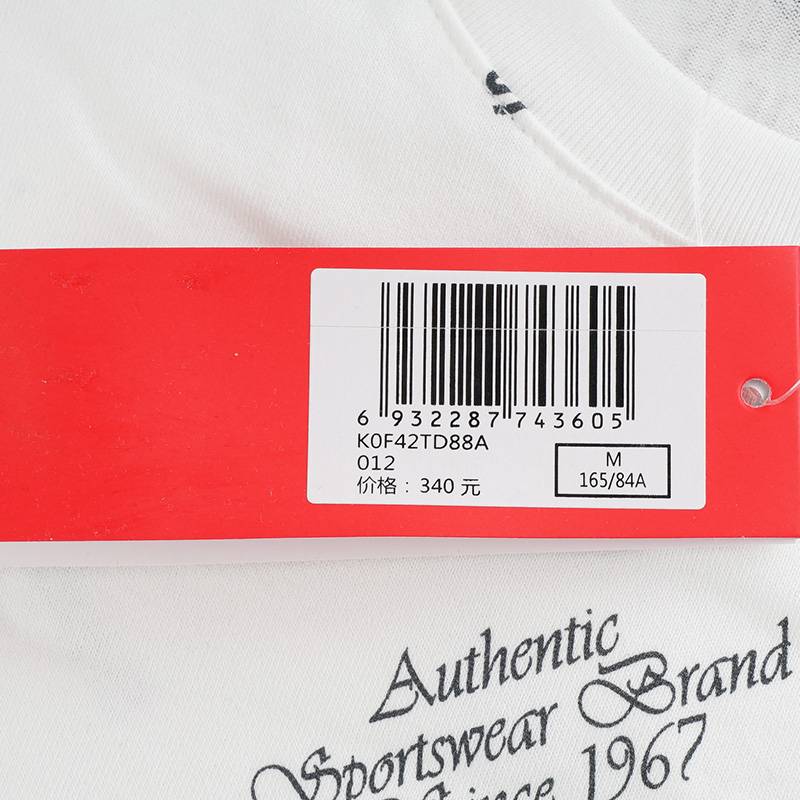 6 932287 743605
K0F42TD88A
012
价格：340 元
M
165/84A
Authentic
Sportswear Brand
Since 1967